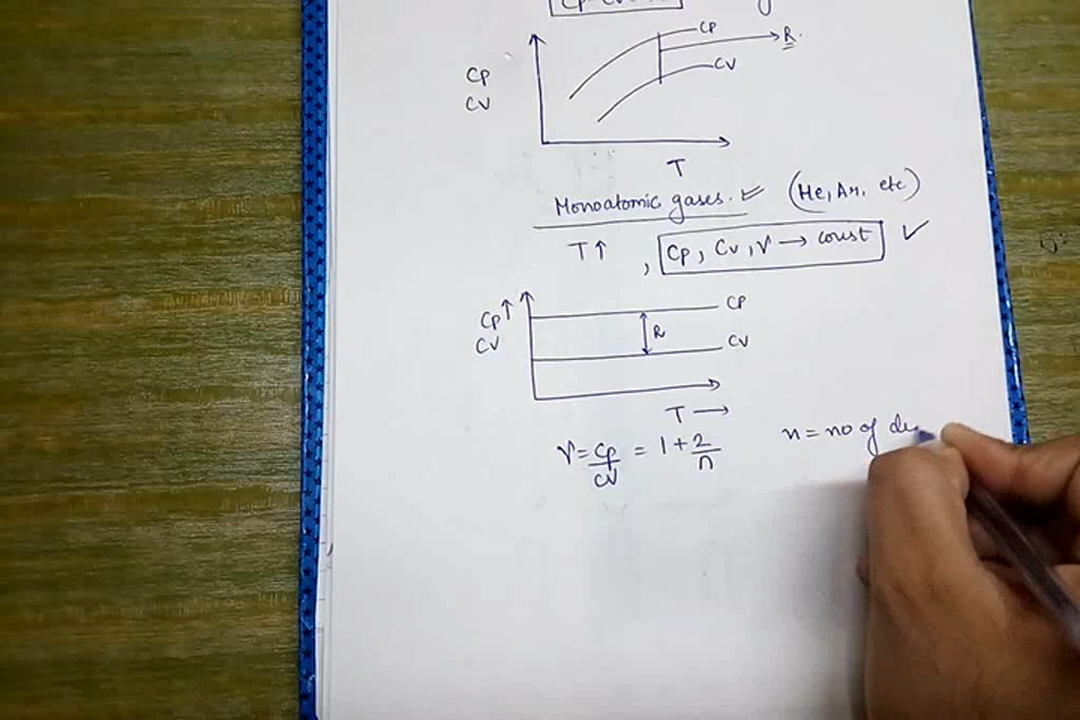 CP
R.
CV
CP
CV
T
Monoatomic gases. (He, Ar, etc)
T↑, CP, CV, γ → const ✓
CP↑
CV
CP
R
CV
T →
γ = CP/CV = 1 + 2/n
n = no of de